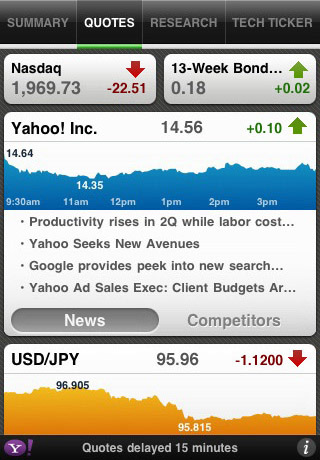 SUMMARY QUOTES RESEARCH TECH TICKER
Nasdaq
1,969.73 -22.51
13-Week Bond...
0.18 +0.02
Yahoo! Inc. 14.56 +0.10
14.64
14.35
9:30am 11am 12pm 1pm 2pm 3pm
· Productivity rises in 2Q while labor cost...
· Yahoo Seeks New Avenues
· Google provides peek into new search...
· Yahoo Ad Sales Exec: Client Budgets Ar...
News Competitors
USD/JPY 95.96 -1.1200
96.905
95.815
Y! Quotes delayed 15 minutes i